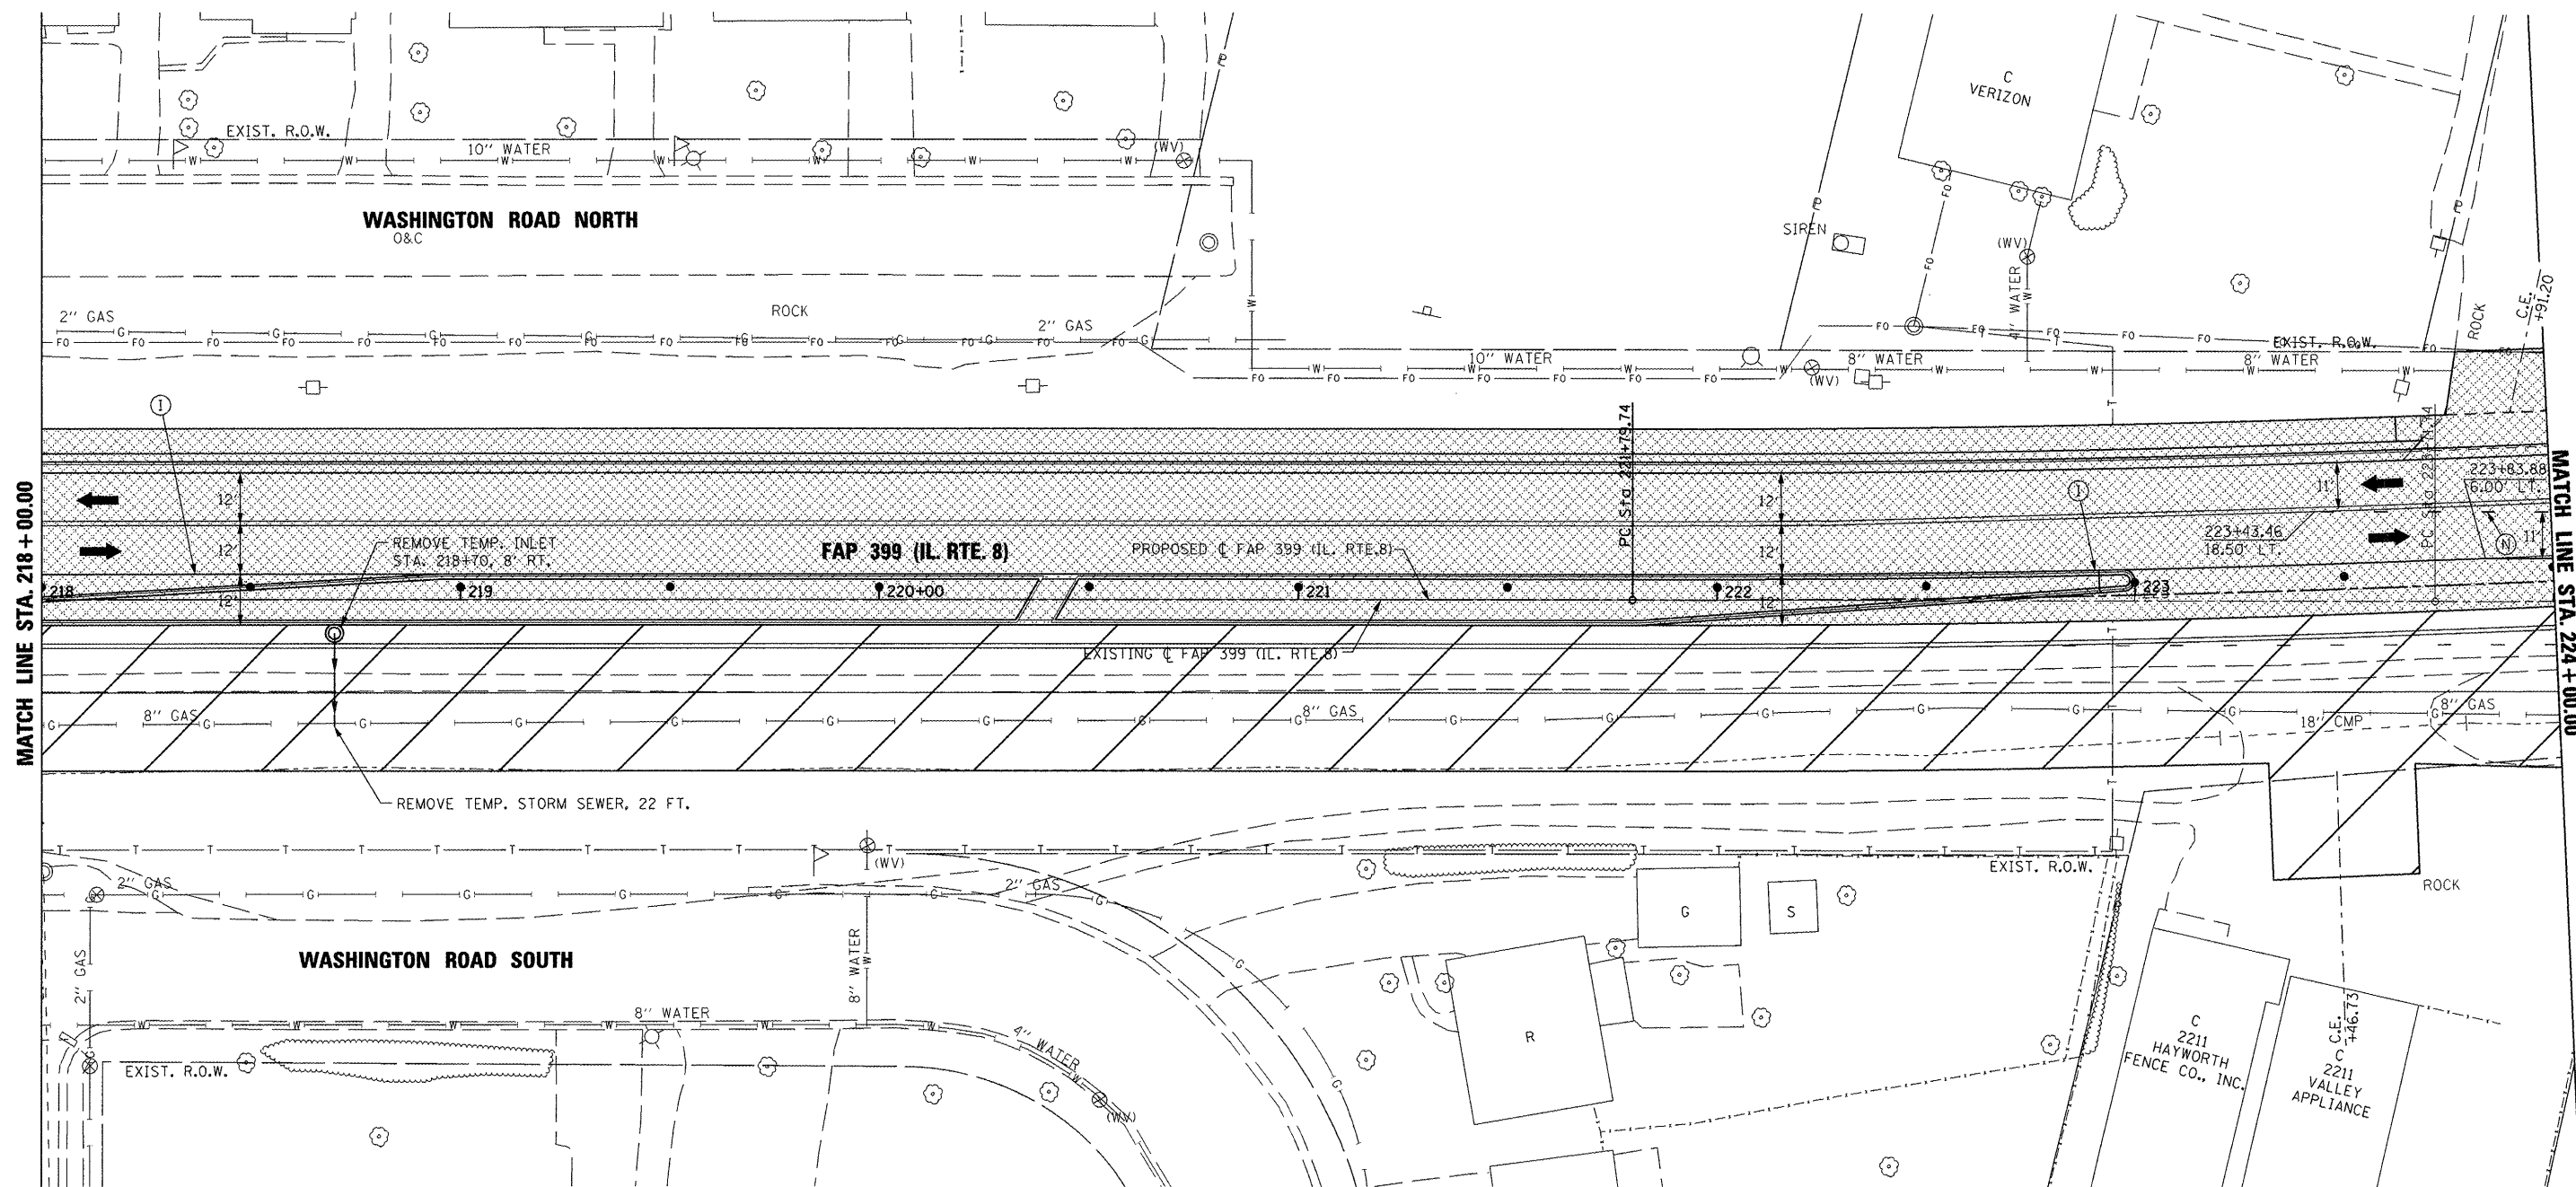 C
VERIZON
EXIST. R.O.W.
10'' WATER
(WV)
WASHINGTON ROAD NORTH
O&C
SIREN
(WV)
4'' WATER
ROCK
2'' GAS
2'' GAS
ROCK
C.E.
+91.20
10'' WATER
8'' WATER
(WV)
EXIST. R.O.W.
8'' WATER
I
PC Sta 221+79.74
223+83.88
6.00' LT.
I
12'
12'
11'
MATCH LINE STA. 218 + 00.00
MATCH LINE STA. 224 + 00.00
REMOVE TEMP. INLET
STA. 218+70, 8' RT.
FAP 399 (IL. RTE. 8)
PROPOSED ℄ FAP 399 (IL. RTE.8)
223+43.46
18.50' LT.
N
11'
12'
12'
12'
12'
218
219
220+00
221
222
223
EXISTING ℄ FAP 399 (IL. RTE.8)
8'' GAS
8'' GAS
18'' CMP
8'' GAS
REMOVE TEMP. STORM SEWER, 22 FT.
(WV)
2'' GAS
2'' GAS
EXIST. R.O.W.
ROCK
G
S
2'' GAS
8'' WATER
WASHINGTON ROAD SOUTH
8'' WATER
4'' WATER
(WV)
EXIST. R.O.W.
R
C
2211
HAYWORTH
FENCE CO., INC.
C.E.
+46.73
C
2211
VALLEY
APPLIANCE